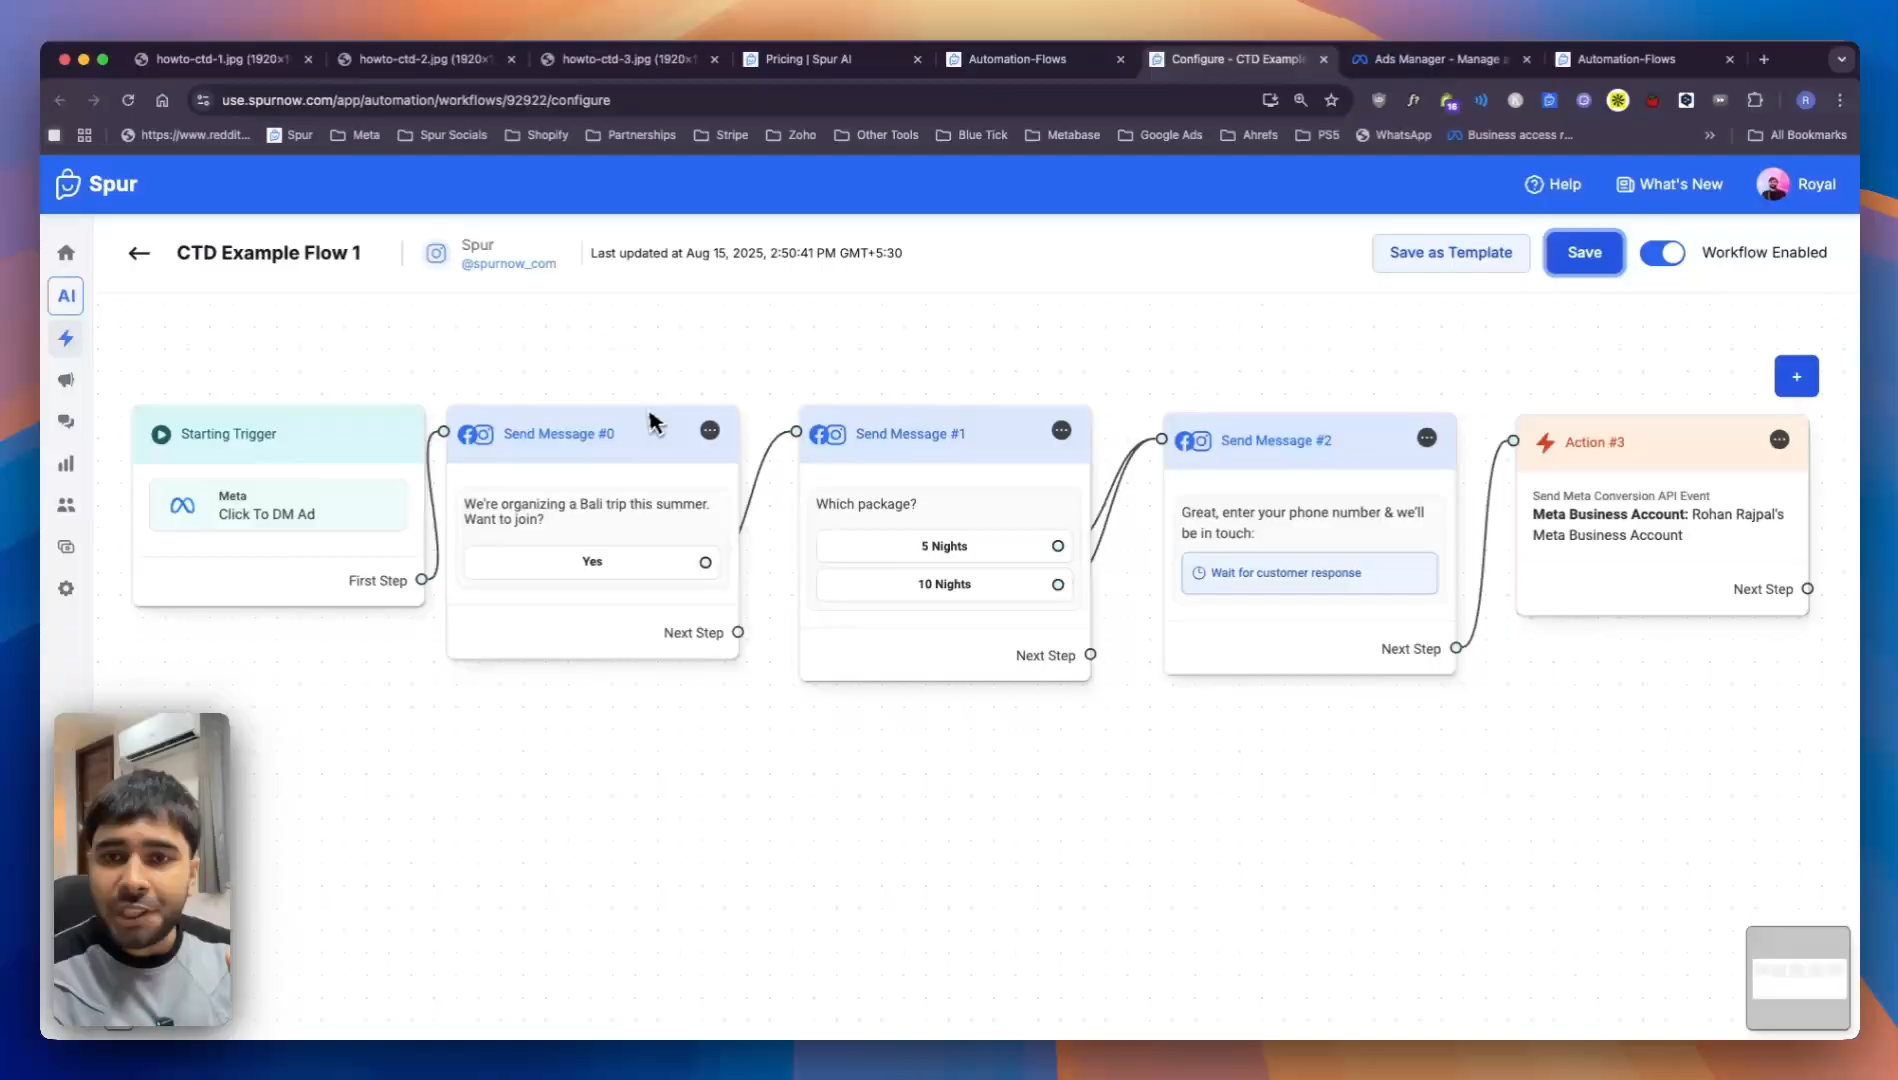 howto-ctd-1.jpg (1920×1
howto-ctd-2.jpg (1920×
howto-ctd-3.jpg (1920×1
Pricing | Spur AI
Automation-Flows
Configure - CTD Exampl
Ads Manager - Manage a
Automation-Flows
use.spurnow.com/app/automation/workflows/92922/configure
f?
16
R
https://www.reddit...
Spur
Meta
Spur Socials
Shopify
Partnerships
Stripe
Zoho
Other Tools
Blue Tick
Metabase
Google Ads
Ahrefs
PS5
WhatsApp
Business access r...
All Bookmarks
Spur
Help
What's New
Royal
CTD Example Flow 1
Spur
@spurnow_com
Last updated at Aug 15, 2025, 2:50:41 PM GMT+5:30
Save as Template
Save
Workflow Enabled
AI
Starting Trigger
Meta
Click To DM Ad
First Step
Send Message #0
We're organizing a Bali trip this summer.
Want to join?
Yes
Next Step
Send Message #1
Which package?
5 Nights
10 Nights
Next Step
Send Message #2
Great, enter your phone number & we'll
be in touch:
Wait for customer response
Next Step
Action #3
Send Meta Conversion API Event
Meta Business Account: Rohan Rajpal's
Meta Business Account
Next Step